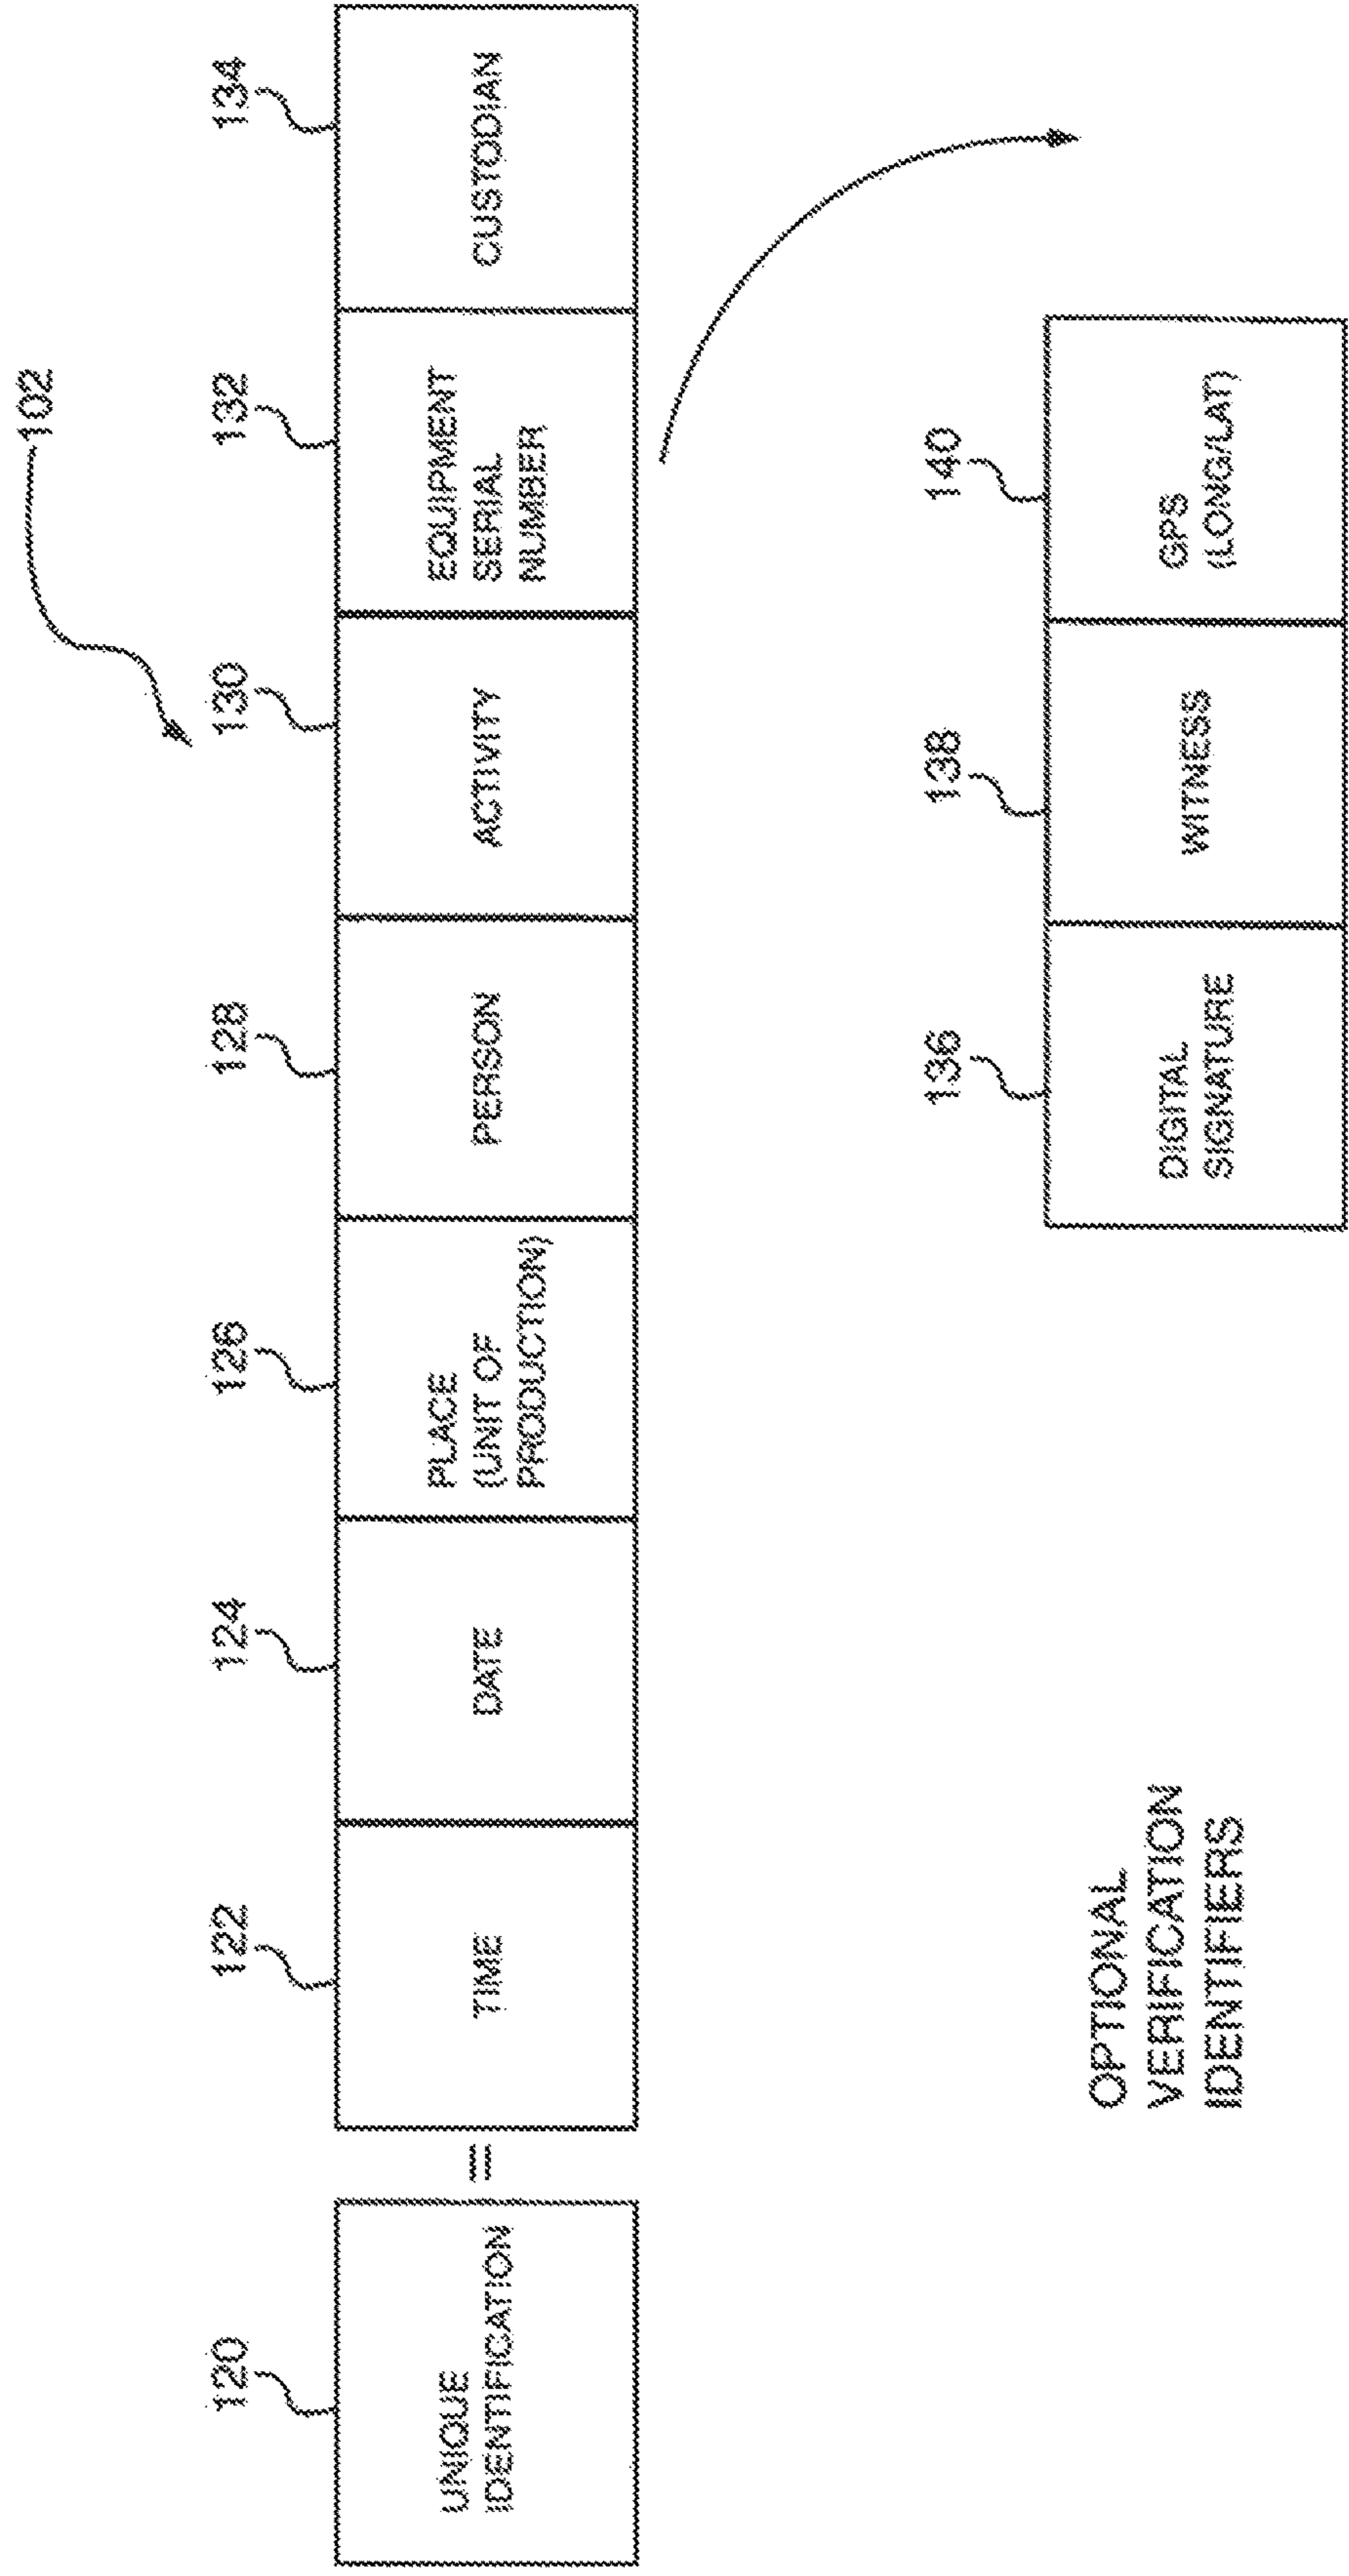 102
120
122
124
126
128
130
132
134
UNIQUE
IDENTIFICATION
=
TIME
DATE
PLACE
(UNIT OF
PRODUCTION)
PERSON
ACTIVITY
EQUIPMENT
SERIAL
NUMBER
CUSTODIAN
OPTIONAL
VERIFICATION
IDENTIFIERS
136
138
140
DIGITAL
SIGNATURE
WITNESS
GPS
(LONG/LAT)